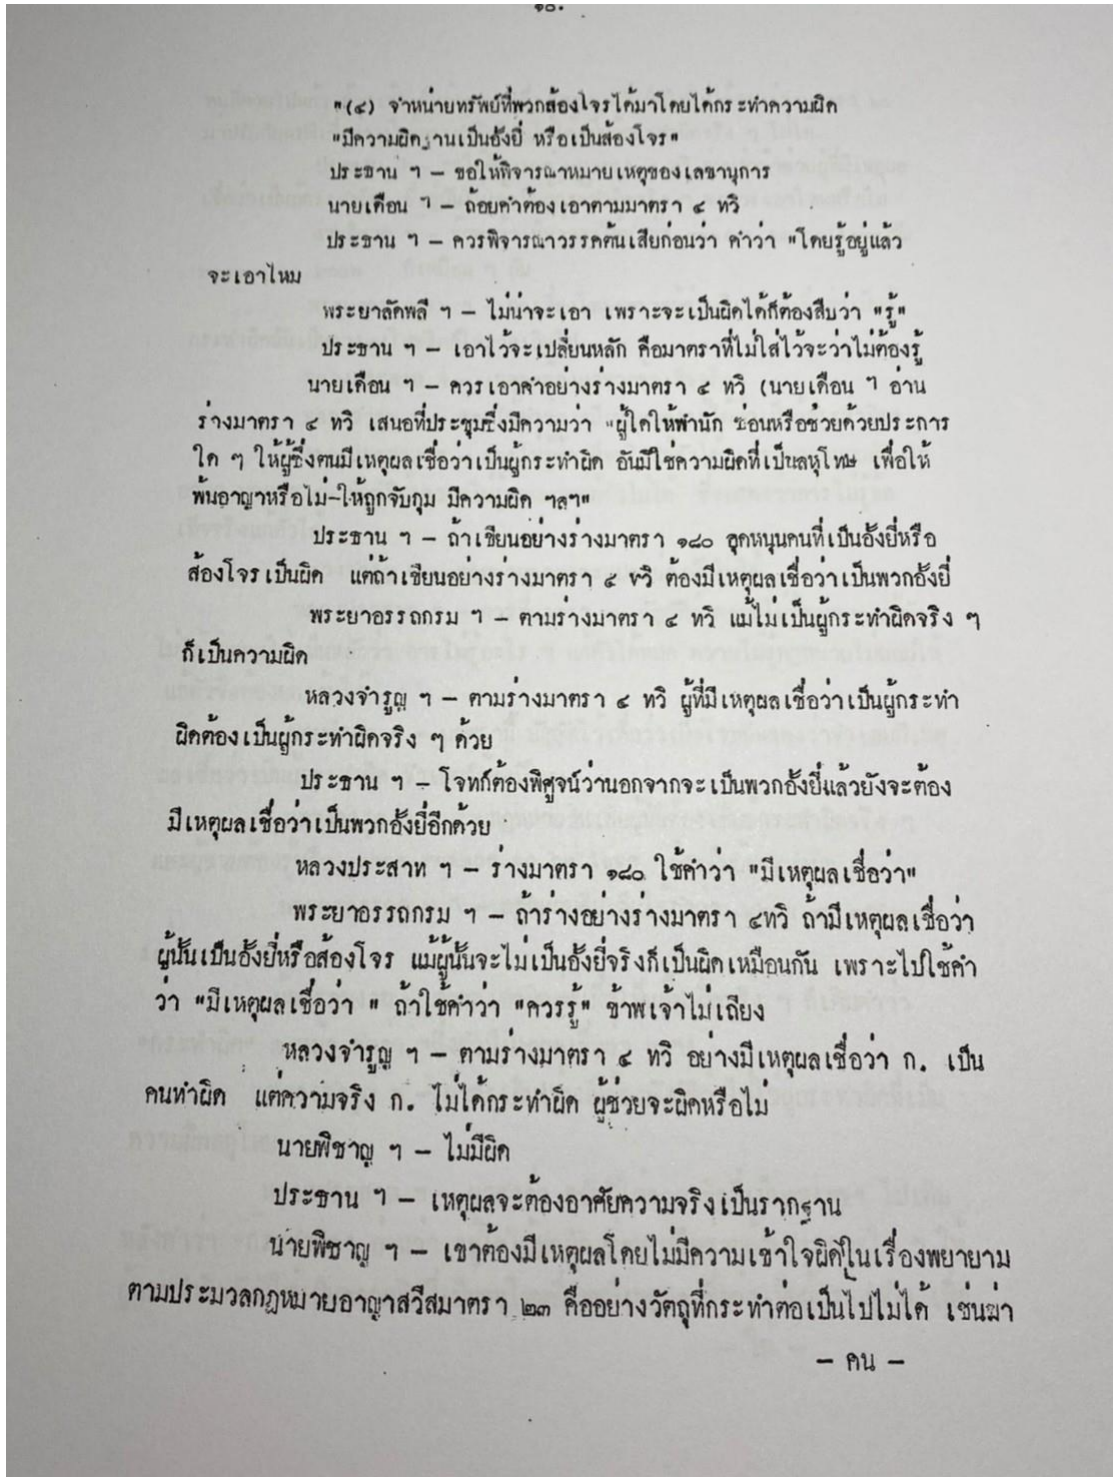 ๑๐.
"(๔) จำหน่ายทรัพย์ที่พวกส้องโจรได้มาโดยได้กระทำความผิด
"มีความผิดฐานเป็นอั้งยี่ หรือเป็นส้องโจร"
ประธาน ฯ – ขอให้พิจารณาหมายเหตุของเลขานุการ
นายเดือน ฯ – ถ้อยคำต้องเอาตามมาตรา ๔ ทวิ
ประธาน ฯ – ควรพิจารณาวรรคต้นเสียก่อนว่า คำว่า "โดยรู้อยู่แล้ว
จะเอาไหม
พระยาลัดพลี ฯ – ไม่น่าจะเอา เพราะจะเป็นผิดได้ก็ต้องสืบว่า "รู้"
ประธาน ฯ – เอาไว้จะเปลี่ยนหลัก คือมาตราที่ไม่ใส่ไว้จะว่าไม่ต้องรู้
นายเดือน ฯ – ควรเอาคำอย่างร่างมาตรา ๔ ทวิ (นายเดือน ฯ อ่าน
ร่างมาตรา ๔ ทวิ เสนอที่ประชุมซึ่งมีความว่า "ผู้ใดให้พำนัก ซ่อนหรือช่วยด้วยประการ
ใด ๆ ให้ผู้ซึ่งตนมีเหตุผลเชื่อว่าเป็นผู้กระทำผิด อันมิใช่ความผิดที่เป็นลหุโทษ เพื่อให้
พ้นอาญาหรือไม่ให้ถูกจับกุม มีความผิด ฯลฯ"
ประธาน ฯ – ถ้าเขียนอย่างร่างมาตรา ๑๘๐ อุดหนุนคนที่เป็นอั้งยี่หรือ
ส้องโจรเป็นผิด แต่ถ้าเขียนอย่างร่างมาตรา ๔ ทวิ ต้องมีเหตุผลเชื่อว่าเป็นพวกอั้งยี่
พระยาอรรถกรม ฯ – ตามร่างมาตรา ๔ ทวิ แม้ไม่เป็นผู้กระทำผิดจริง ๆ
ก็เป็นความผิด
หลวงจำรูญ ฯ – ตามร่างมาตรา ๔ ทวิ ผู้ที่มีเหตุผลเชื่อว่าเป็นผู้กระทำ
ผิดต้องเป็นผู้กระทำผิดจริง ๆ ด้วย
ประธาน ฯ – โจทก์ต้องพิศูจน์ว่านอกจากจะเป็นพวกอั้งยี่แล้วยังจะต้อง
มีเหตุผลเชื่อว่าเป็นพวกอั้งยี่อีกด้วย
หลวงประสาท ฯ – ร่างมาตรา ๑๘๐ ใช้คำว่า "มีเหตุผลเชื่อว่า"
พระยาอรรถกรม ฯ – ถ้าร่างอย่างร่างมาตรา ๔ทวิ ถ้ามีเหตุผลเชื่อว่า
ผู้นั้นเป็นอั้งยี่หรือส้องโจร แม้ผู้นั้นจะไม่เป็นอั้งยี่จริงก็เป็นผิดเหมือนกัน เพราะไปใช้คำ
ว่า "มีเหตุผลเชื่อว่า " ถ้าใช้คำว่า "ควรรู้" ข้าพเจ้าไม่เถียง
หลวงจำรูญ ฯ – ตามร่างมาตรา ๔ ทวิ อย่างมีเหตุผลเชื่อว่า ก. เป็น
คนทำผิด แต่ความจริง ก. ไม่ได้กระทำผิด ผู้ช่วยจะผิดหรือไม่
นายพิชาญ ฯ – ไม่มีผิด
ประธาน ฯ – เหตุผลจะต้องอาศัยความจริงเป็นรากฐาน
นายพิชาญ ฯ – เขาต้องมีเหตุผลโดยไม่มีความเข้าใจผิดในเรื่องพยายาม
ตามประมวลกฎหมายอาญาสวีสมาตรา ๒๓ คืออย่างวัตถุที่กระทำต่อเป็นไปไม่ได้ เช่นฆ่า
– คน –